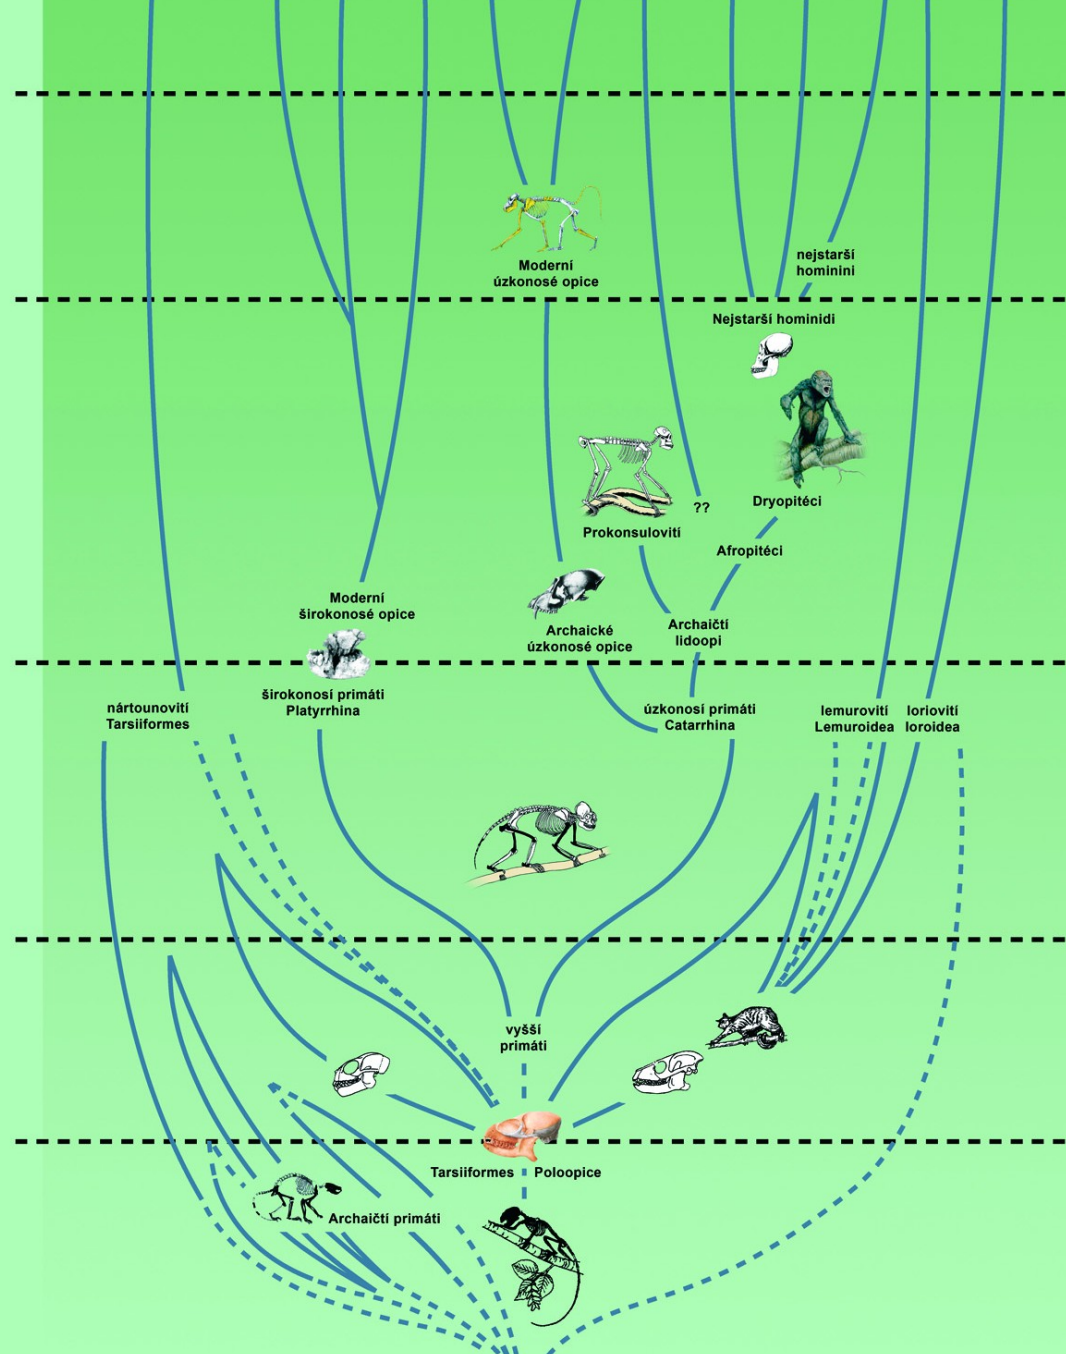 nejstarší
hominini
Moderní
úzkonosé opice
Nejstarší hominidi
Dryopitéci
??
Prokonsulovití
Afropitéci
Moderní
širokonosé opice
Archaické
úzkonosé opice
Archaičtí
lidoopi
širokonosí primáti
Platyrrhina
nártounovití
Tarsiiformes
úzkonosí primáti
Catarrhina
lemurovití
Lemuroidea
loriovití
loroidea
vyšší
primáti
Tarsiiformes
Poloopice
Archaičtí primáti